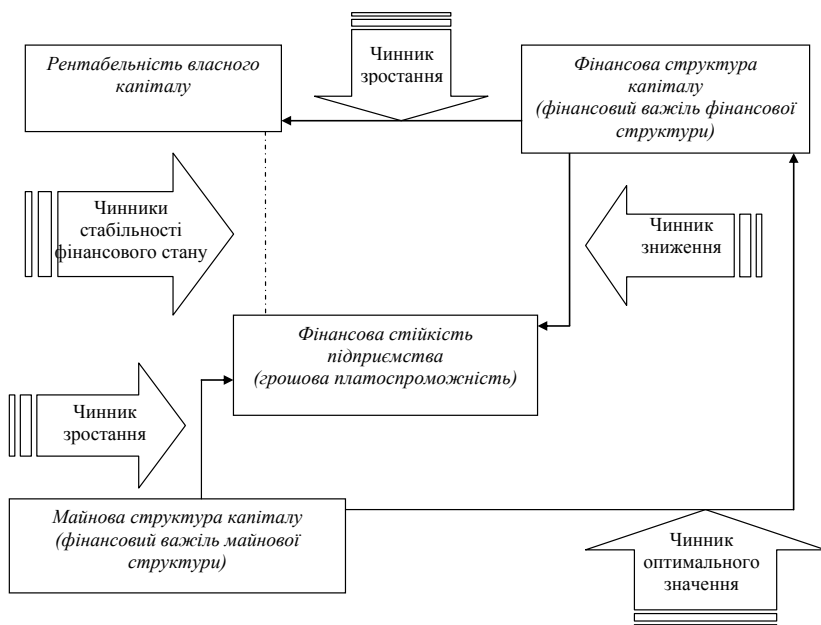 Рентабельність власного
капіталу
Чинник
зростання
Фінансова структура
капіталу
(фінансовий важіль фінансової
структури)
Чинники
стабільності
фінансового стану
Чинник
зниження
Фінансова стійкість
підприємства
(грошова платоспроможність)
Чинник
зростання
Майнова структура капіталу
(фінансовий важіль майнової
структури)
Чинник
оптимального
значення